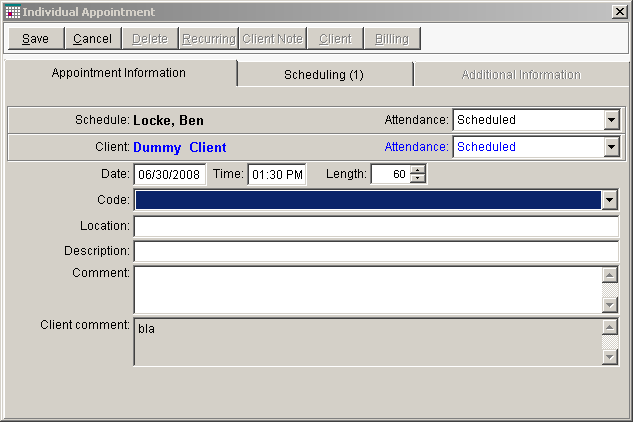 Individual Appointment
Save Cancel Delete Recurring Client Note Client Billing
Appointment Information Scheduling (1) Additional Information
Schedule: Locke, Ben Attendance: Scheduled
Client: Dummy Client Attendance: Scheduled
Date: 06/30/2008 Time: 01:30 PM Length: 60
Code:
Location:
Description:
Comment:
Client comment: bla